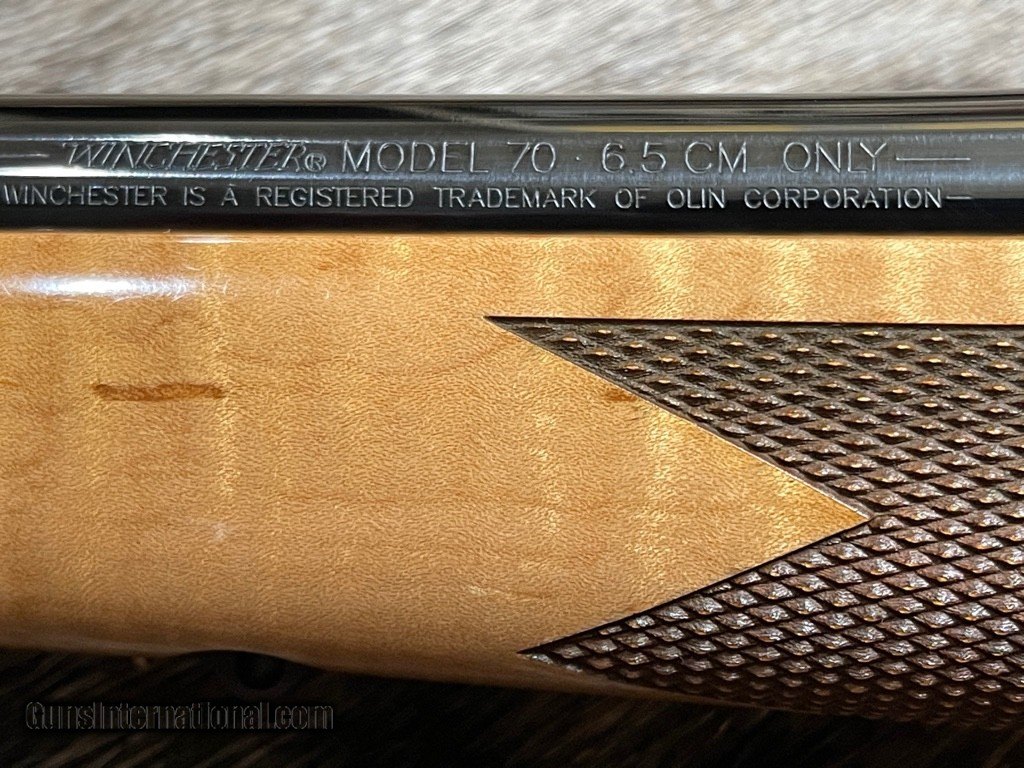 WINCHESTER® MODEL 70 · 6.5 CM ONLY
WINCHESTER IS A REGISTERED TRADEMARK OF OLIN CORPORATION
GunsInternational.com